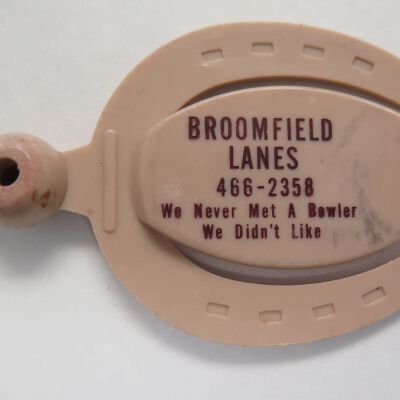 BROOMFIELD
LANES
466-2358
We Never Met A Bowler
We Didn't Like